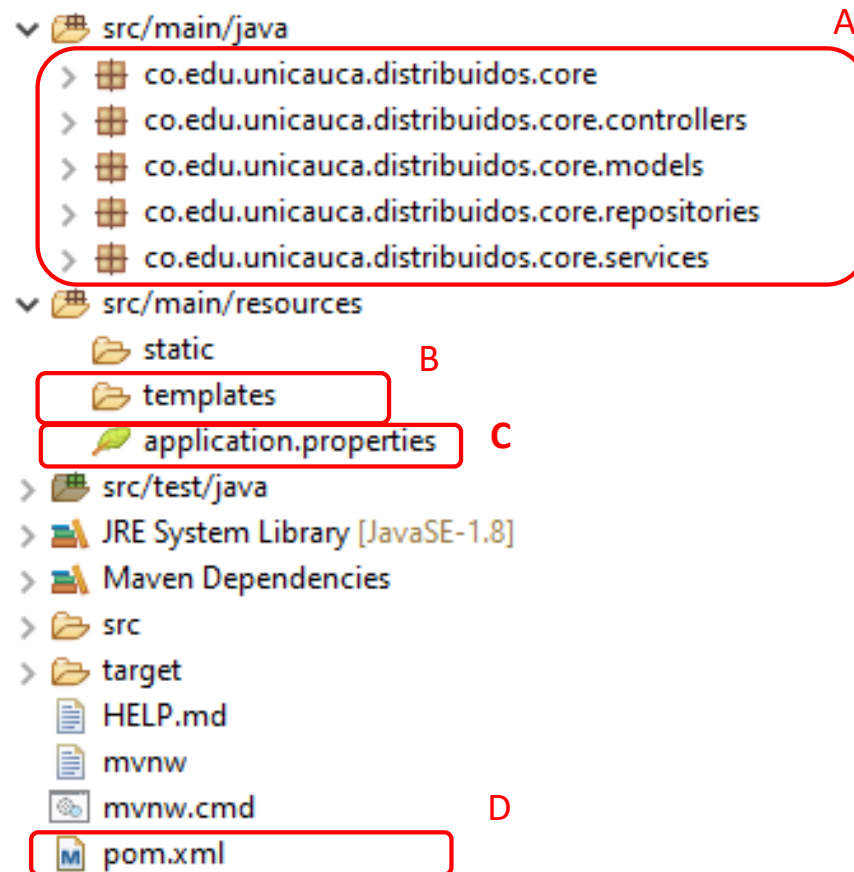 src/main/java
A
co.edu.unicauca.distribuidos.core
co.edu.unicauca.distribuidos.core.controllers
co.edu.unicauca.distribuidos.core.models
co.edu.unicauca.distribuidos.core.repositories
co.edu.unicauca.distribuidos.core.services
src/main/resources
static
B
templates
application.properties
C
src/test/java
JRE System Library [JavaSE-1.8]
Maven Dependencies
src
target
HELP.md
mvnw
mvnw.cmd
D
pom.xml